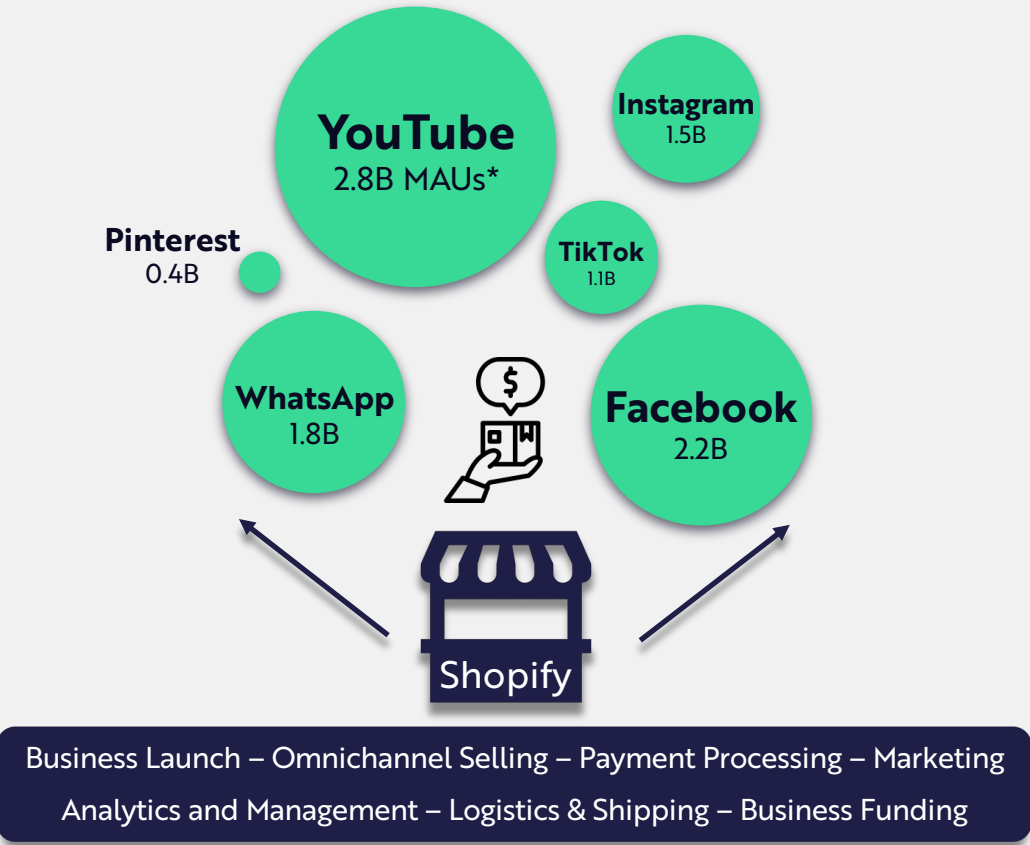 YouTube
2.8B MAUs*
Instagram
1.5B
Pinterest
0.4B
TikTok
1.1B
WhatsApp
1.8B
$
Facebook
2.2B
Shopify
Business Launch – Omnichannel Selling – Payment Processing – Marketing
Analytics and Management – Logistics & Shipping – Business Funding